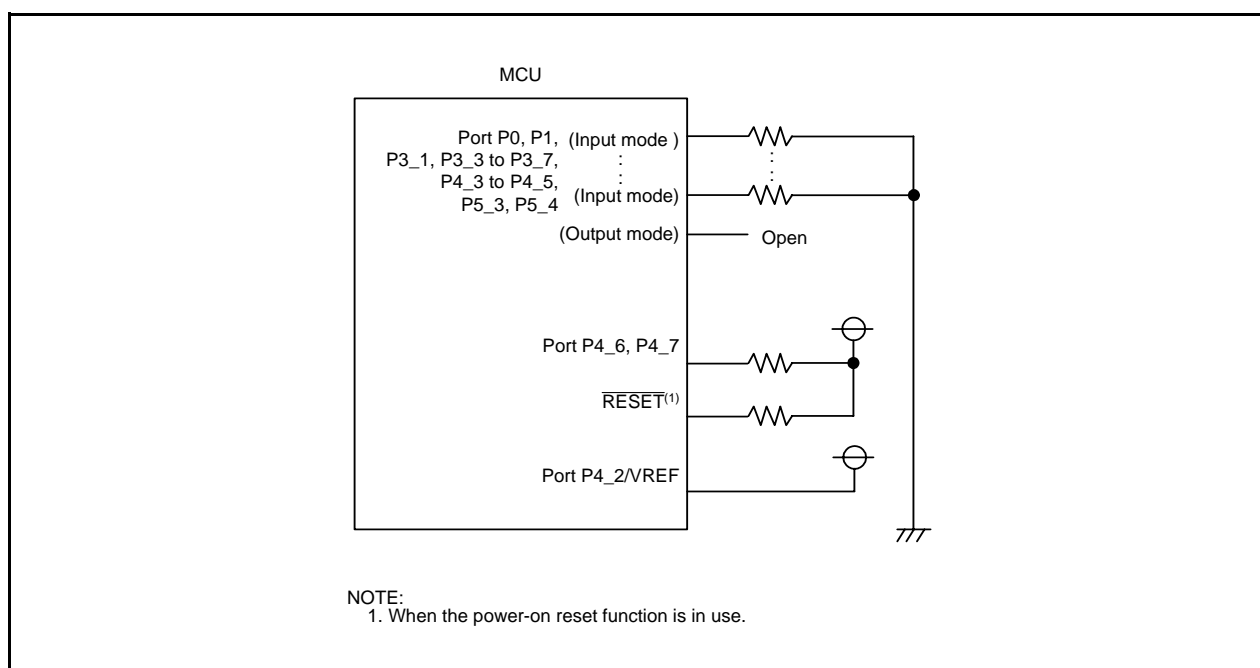 MCU
Port P0, P1, (Input mode )
P3_1, P3_3 to P3_7,
P4_3 to P4_5,
P5_3, P5_4 (Input mode)
(Output mode) Open
Port P4_6, P4_7
RESET(1)
Port P4_2/VREF
NOTE:
1. When the power-on reset function is in use.